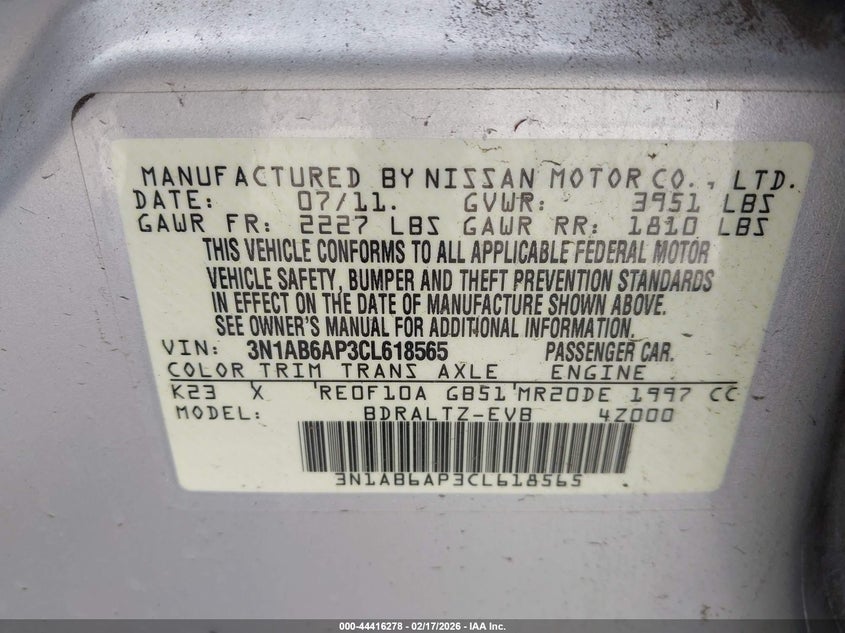 MANUFACTURED BY NISSAN MOTOR CO., LTD.
DATE: 07/11. GVWR: 3951 LBS
GAWR FR: 2227 LBS GAWR RR: 1810 LBS
THIS VEHICLE CONFORMS TO ALL APPLICABLE FEDERAL MOTOR
VEHICLE SAFETY, BUMPER AND THEFT PREVENTION STANDARDS
IN EFFECT ON THE DATE OF MANUFACTURE SHOWN ABOVE.
SEE OWNER'S MANUAL FOR ADDITIONAL INFORMATION.
VIN: 3N1AB6AP3CL618565 PASSENGER CAR.
COLOR TRIM TRANS AXLE ENGINE
K23 X RE0F10A GB51 MR20DE 1997 CC
MODEL: BDRALTZ-EVB 4Z000
3N1AB6AP3CL618565
000-44416278 - 02/17/2026 - IAA Inc.